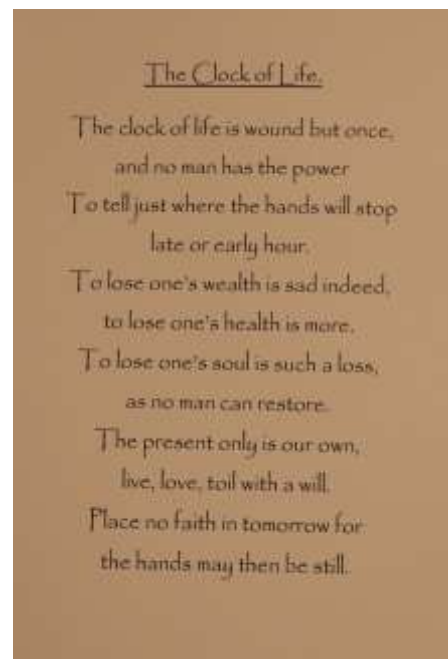 The Clock of Life.
The clock of life is wound but once,
and no man has the power
To tell just where the hands will stop
late or early hour.
To lose one's wealth is sad indeed,
to lose one's health is more,
To lose one's soul is such a loss,
as no man can restore.
The present only is our own,
live, love, toil with a will.
Place no faith in tomorrow for
the hands may then be still.